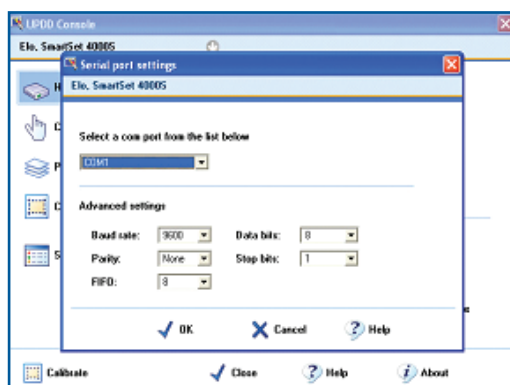 UPDD Console
Elo, SmartSet 4000S
Serial port settings
Elo, SmartSet 4000S
H
C
Select a com port from the list below
P
COM1
C
Advanced settings
Baud rate: 9600 Data bits: 8
S
Parity: None Stop bits: 1
FIFO: 8
OK Cancel Help
Calibrate Close Help About